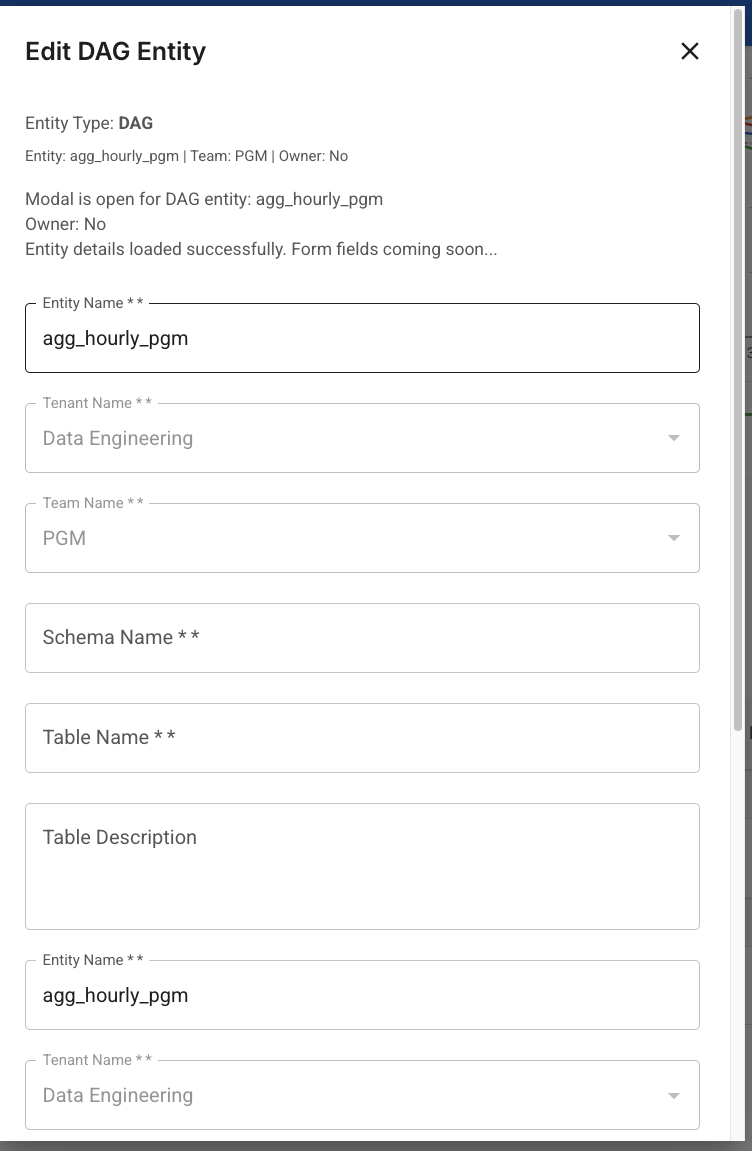 Edit DAG Entity
Entity Type: DAG
Entity: agg_hourly_pgm | Team: PGM | Owner: No
Modal is open for DAG entity: agg_hourly_pgm
Owner: No
Entity details loaded successfully. Form fields coming soon...
Entity Name * *
agg_hourly_pgm
Tenant Name * *
Data Engineering
Team Name * *
PGM
Schema Name * *
Table Name * *
Table Description
Entity Name * *
agg_hourly_pgm
Tenant Name * *
Data Engineering